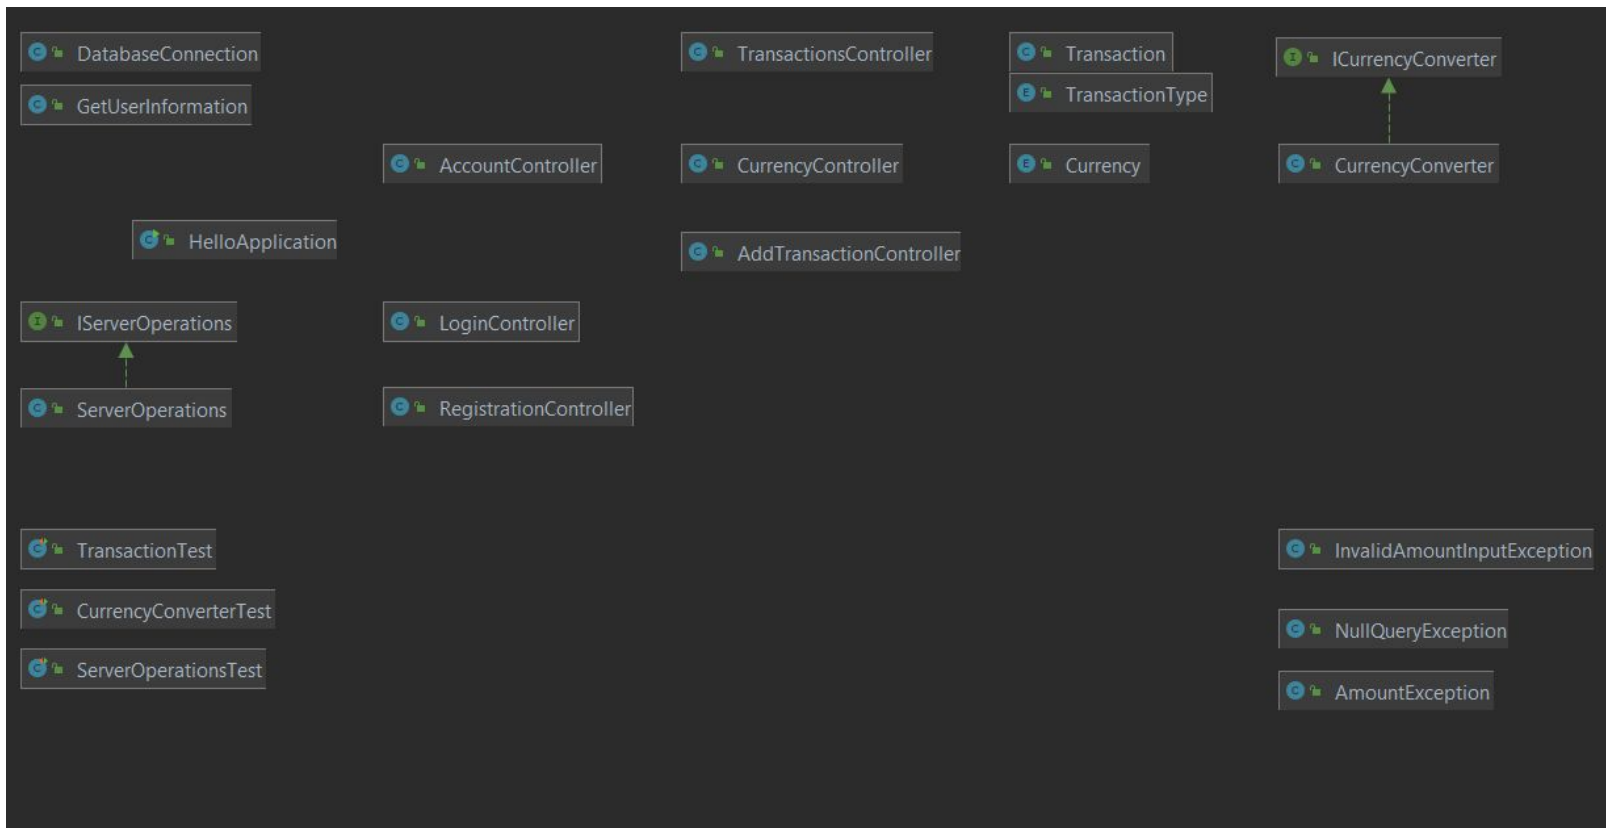 DatabaseConnection
TransactionsController
Transaction
ICurrencyConverter
GetUserInformation
TransactionType
AccountController
CurrencyController
Currency
CurrencyConverter
HelloApplication
AddTransactionController
IServerOperations
LoginController
ServerOperations
RegistrationController
TransactionTest
InvalidAmountInputException
CurrencyConverterTest
NullQueryException
ServerOperationsTest
AmountException